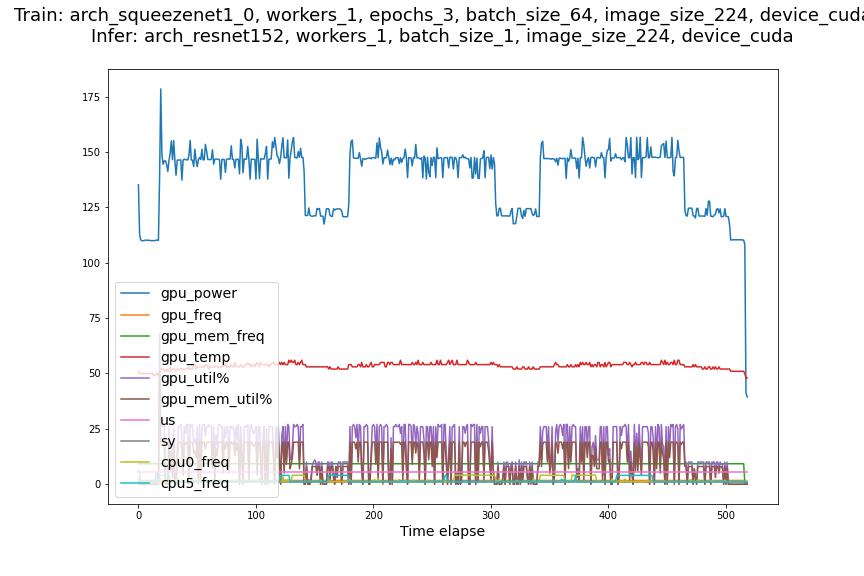 Train: arch_squeezenet1_0, workers_1, epochs_3, batch_size_64, image_size_224, device_cuda
Infer: arch_resnet152, workers_1, batch_size_1, image_size_224, device_cuda
175
150
125
100
75
50
25
0
gpu_power
gpu_freq
gpu_mem_freq
gpu_temp
gpu_util%
gpu_mem_util%
us
sy
cpu0_freq
cpu5_freq
0 100 200 300 400 500
Time elapse